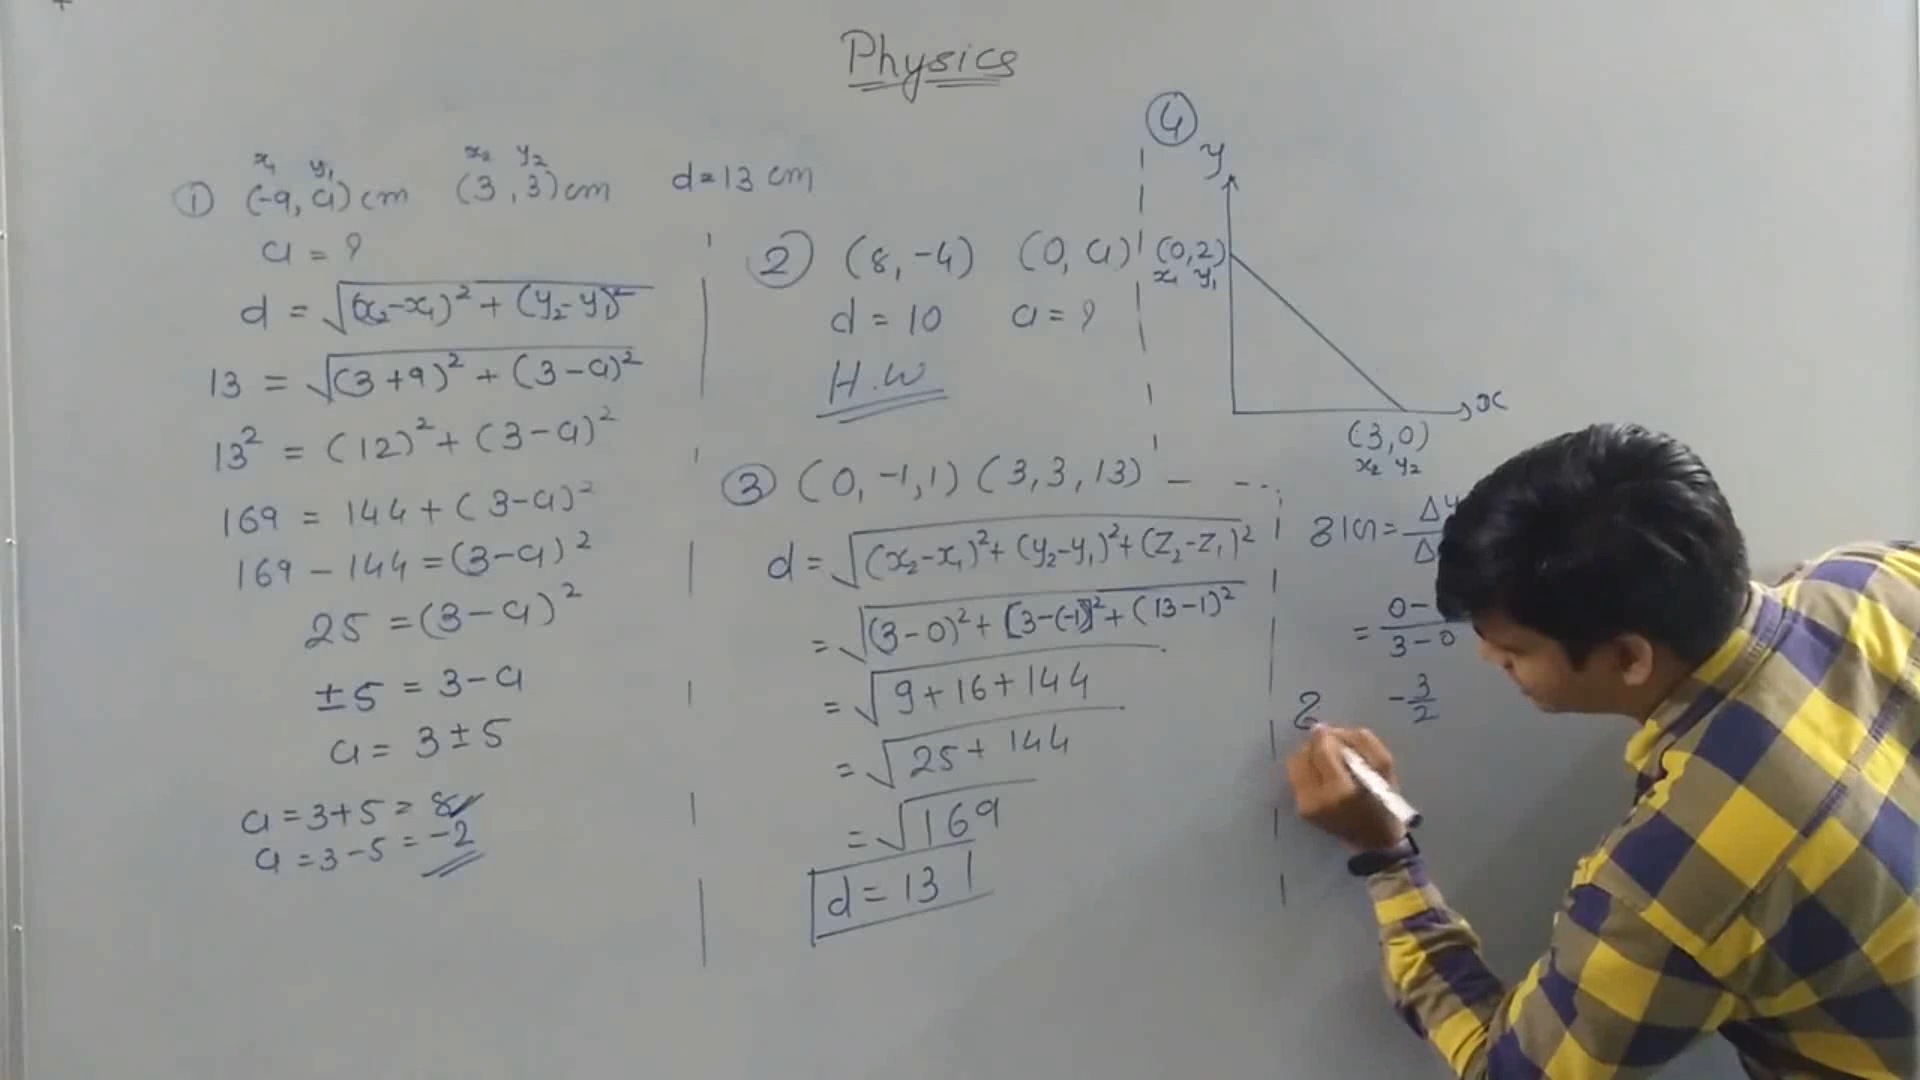 Physics
x₁ y₁ x₂ y₂
① (-9, a) cm (3, 3) cm d = 13 cm
a = ?
d = √(x₂-x₁)² + (y₂-y₁)²
13 = √(3+9)² + (3-a)²
13² = (12)² + (3-a)²
169 = 144 + (3-a)²
169 - 144 = (3-a)²
25 = (3-a)²
±5 = 3-a
a = 3±5
a = 3+5 = 8
a = 3-5 = -2
② (8, -4) (0, a)
d = 10 a = ?
H.W
③ (0, -1, 1) (3, 3, 13)
d = √(x₂-x₁)² + (y₂-y₁)² + (Z₂-Z₁)²
= √(3-0)² + [3-(-1)]² + (13-1)²
= √9+16+144
= √25+144
= √169
d = 13
④
y
(0,2)
x₁ y₁
x
(3,0)
x₂ y₂
= Δy
Δ
= 0-
3-0
-3/2